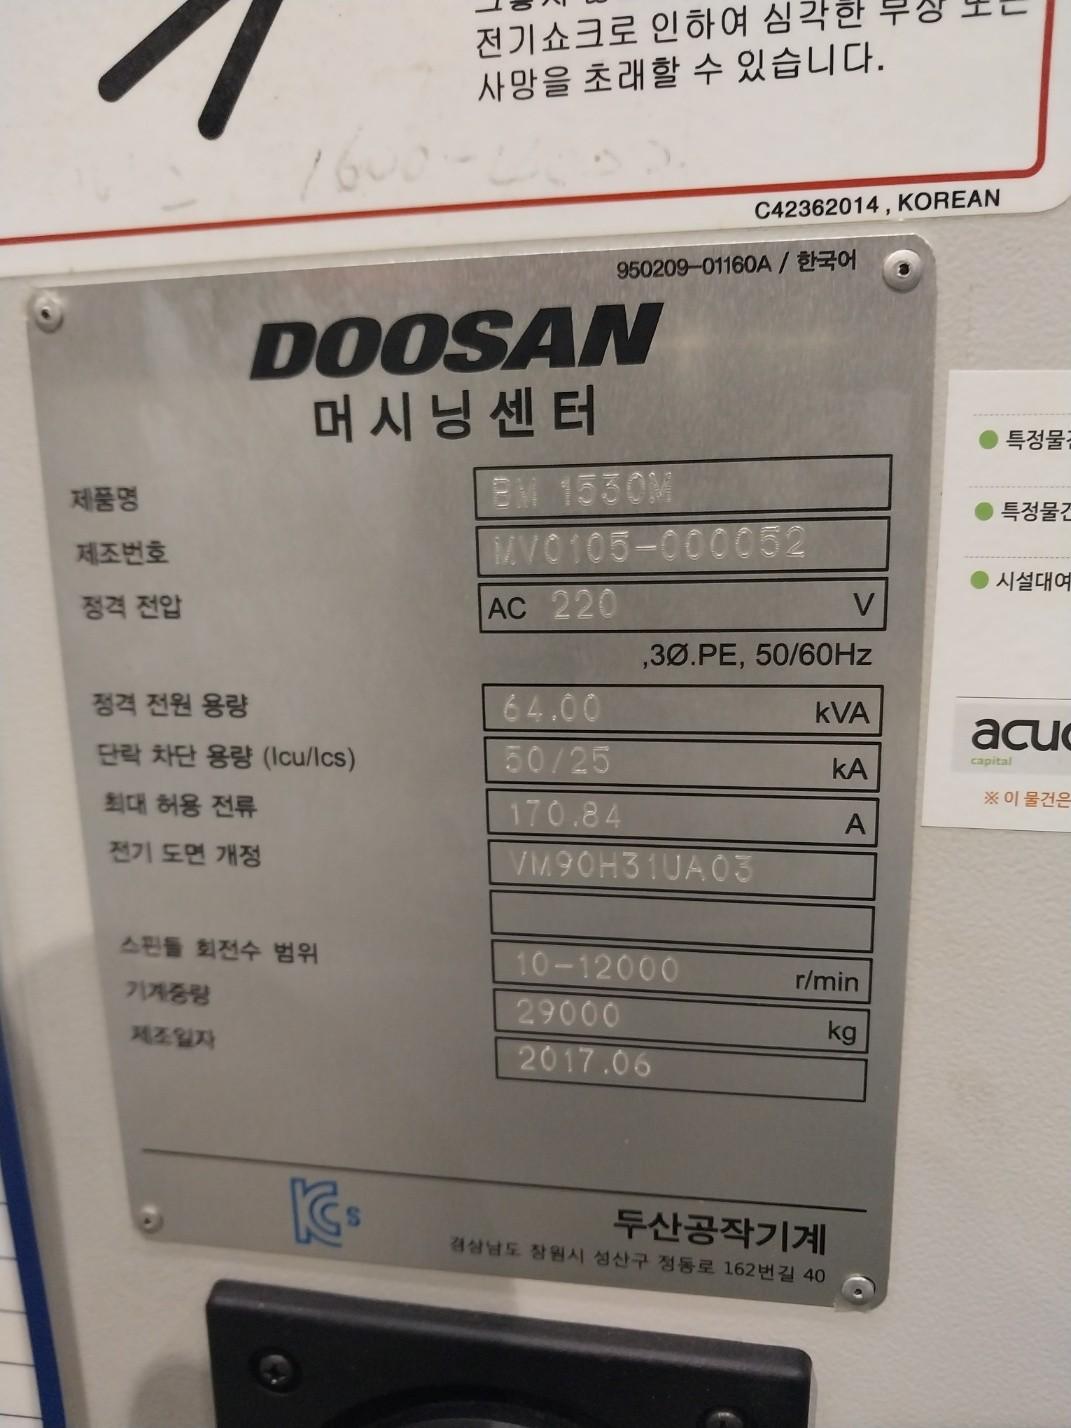 전기쇼크로 인하여 심각한 부상 또는
사망을 초래할 수 있습니다.
C42362014 , KOREAN
950209-01160A / 한국어
DOOSAN
머시닝센터
제품명 BM 1530M
제조번호 MV0105-000052
정격 전압 AC 220 V
,3Ø.PE, 50/60Hz
정격 전원 용량 64.00 kVA
단락 차단 용량 (Icu/Ics) 50/25 kA
최대 허용 전류 170.84 A
전기 도면 개정 VM90H31UA03
스핀들 회전수 범위 10-12000 r/min
기계중량 29000 kg
제조일자 2017.06
KCs
두산공작기계
경상남도 창원시 성산구 정동로 162번길 40
특정물건
특정물건
시설대여
acuo
capital
※ 이 물건은